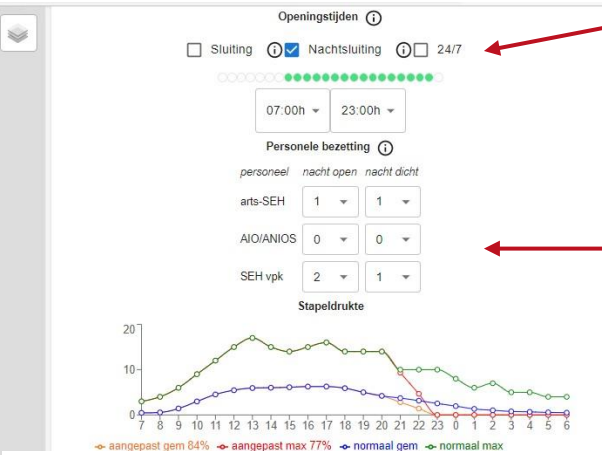 Openingstijden
Sluiting Nachtsluiting 24/7
07:00h 23:00h
Personele bezetting
personeel nacht open nacht dicht
arts-SEH 1 1
AIO/ANIOS 0 0
SEH vpk 2 1
Stapeldrukte
20
10
0
7 8 9 10 11 12 13 14 15 16 17 18 19 20 21 22 23 0 1 2 3 4 5 6
aangepast gem 84% aangepast max 77% normaal gem normaal max